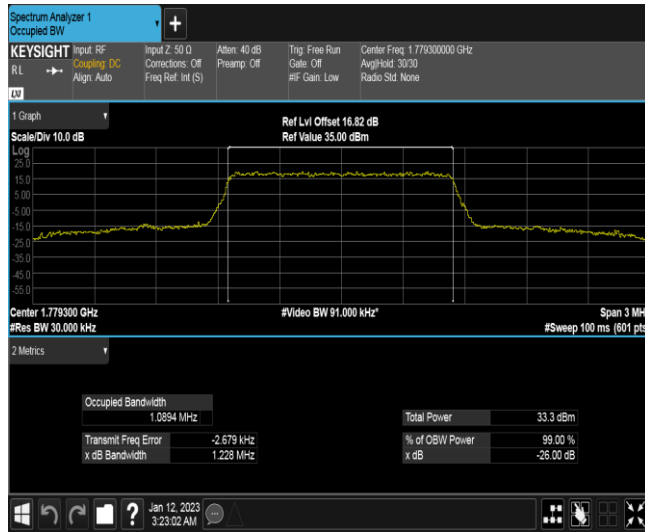 Spectrum Analyzer 1
Occupied BW
+
KEYSIGHT
RL
LXI
Input: RF
Coupling: DC
Align: Auto
Input Z: 50 Ω
Corrections: Off
Freq Ref: Int (S)
Atten: 40 dB
Preamp: Off
Trig: Free Run
Gate: Off
#IF Gain: Low
Center Freq: 1.779300000 GHz
Avg|Hold: 30/30
Radio Std: None
1 Graph
Scale/Div 10.0 dB
Ref Lvl Offset 16.82 dB
Ref Value 35.00 dBm
Log
25.0
15.0
5.00
-5.00
-15.0
-25.0
-35.0
-45.0
-55.0
Center 1.779300 GHz
#Res BW 30.000 kHz
#Video BW 91.000 kHz*
Span 3 MH
#Sweep 100 ms (601 pts
2 Metrics
Occupied Bandwidth
1.0894 MHz
Transmit Freq Error -2.679 kHz
x dB Bandwidth 1.228 MHz
Total Power 33.3 dBm
% of OBW Power 99.00 %
x dB -26.00 dB
?
Jan 12, 2023
3:23:02 AM